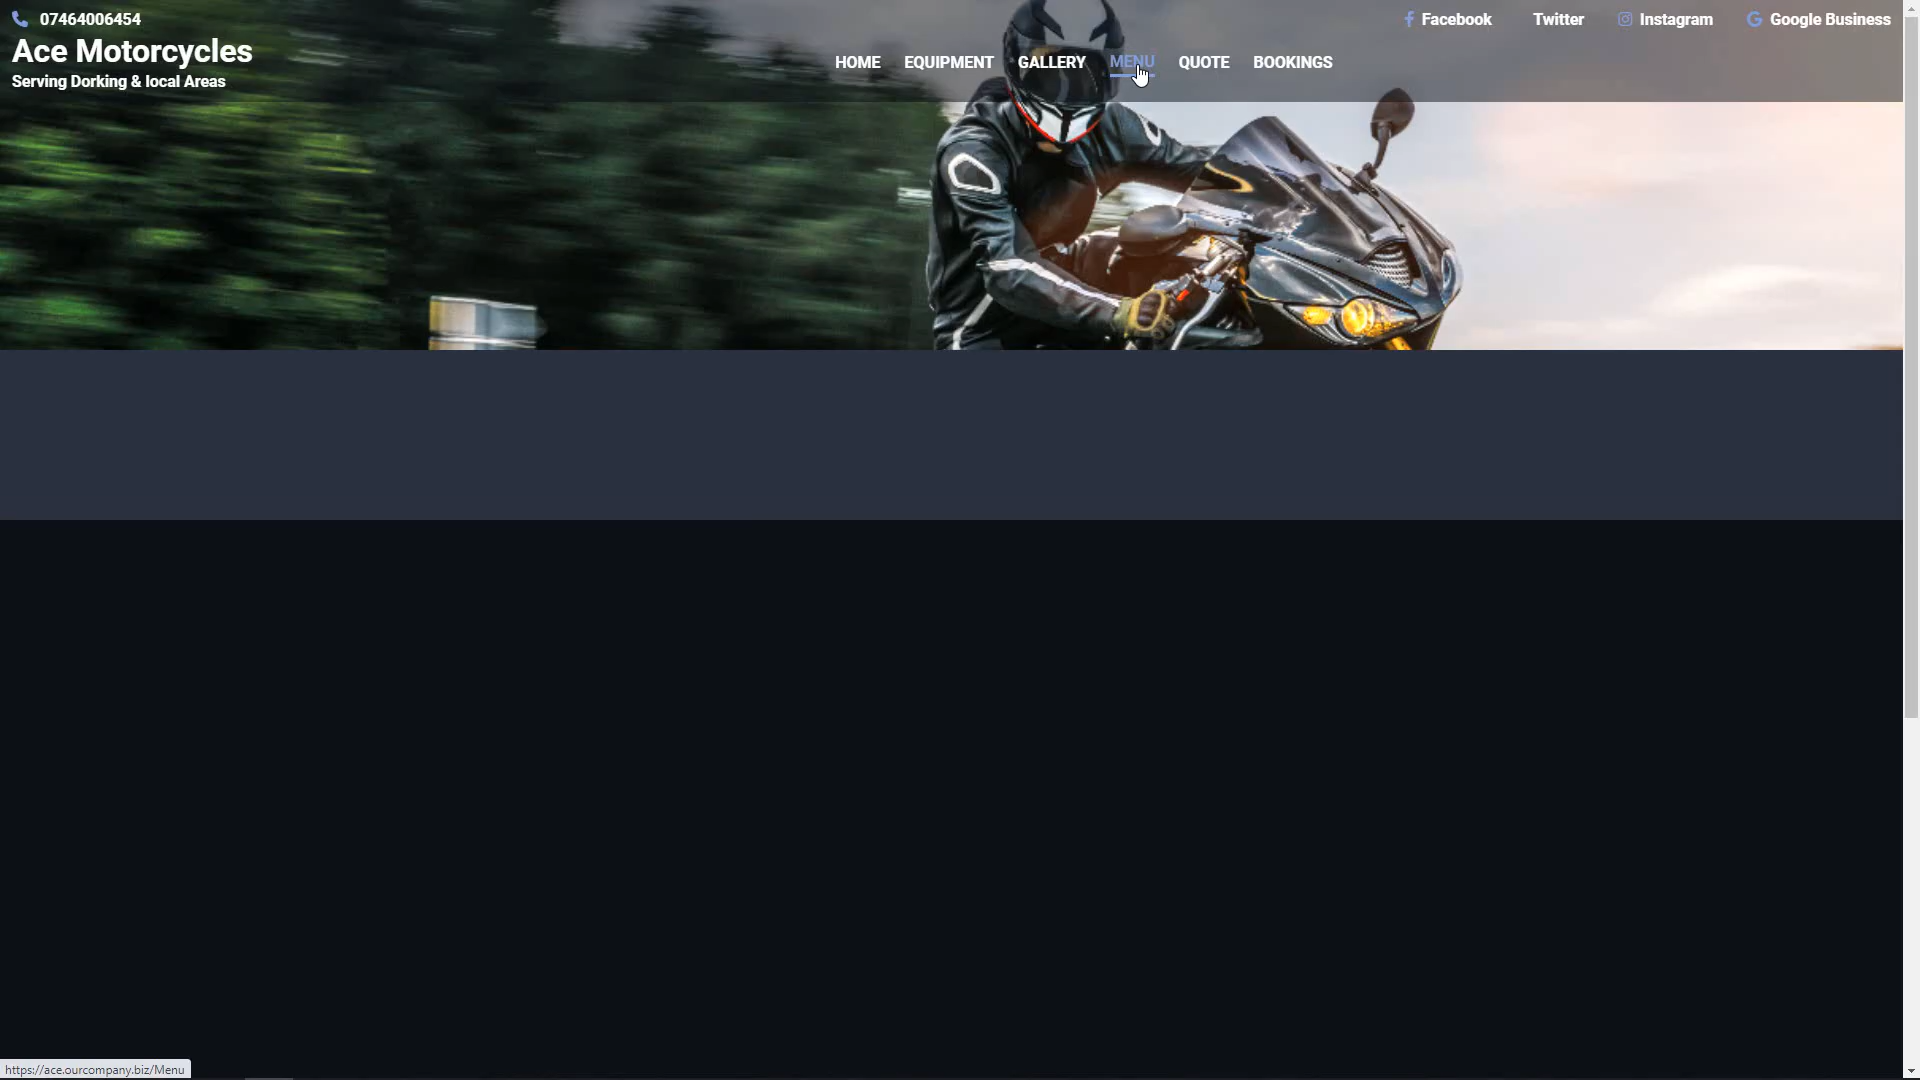 07464006454
Facebook
Twitter
Instagram
Google Business
Ace Motorcycles
Serving Dorking & local Areas
HOME
EQUIPMENT
GALLERY
MENU
QUOTE
BOOKINGS
https://ace.ourcompany.biz/Menu